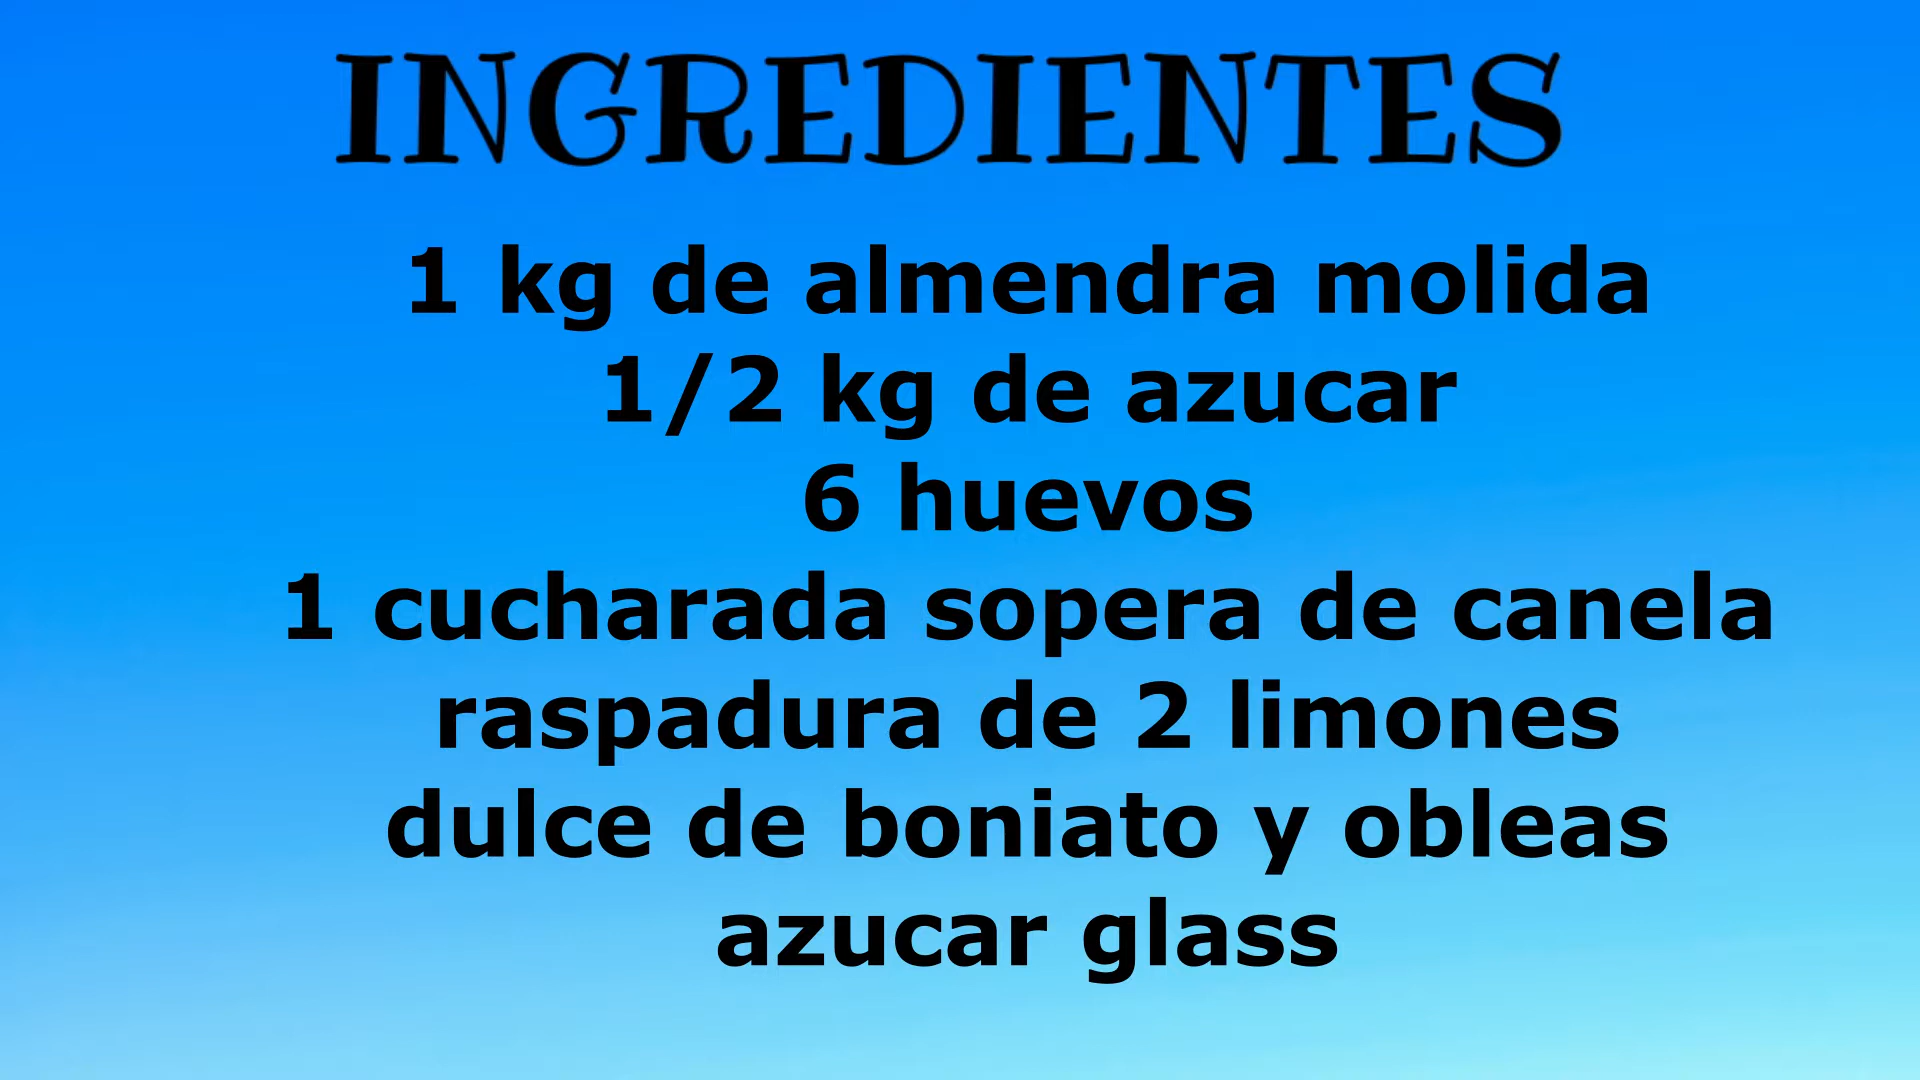 INGREDIENTES
1 kg de almendra molida
1/2 kg de azucar
6 huevos
1 cucharada sopera de canela
raspadura de 2 limones
dulce de boniato y obleas
azucar glass